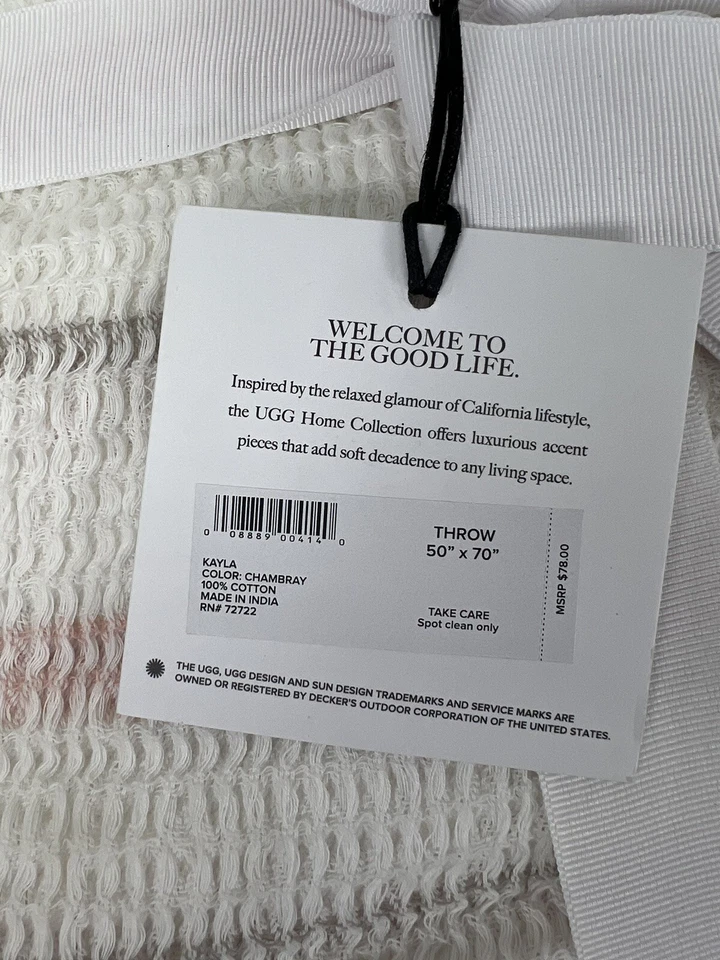 WELCOME TO
THE GOOD LIFE.
Inspired by the relaxed glamour of California lifestyle,
the UGG Home Collection offers luxurious accent
pieces that add soft decadence to any living space.
0 08889 00414 0
KAYLA
COLOR: CHAMBRAY
100% COTTON
MADE IN INDIA
RN# 72722
THROW
50” x 70”
TAKE CARE
Spot clean only
MSRP $78.00
THE UGG, UGG DESIGN AND SUN DESIGN TRADEMARKS AND SERVICE MARKS ARE
OWNED OR REGISTERED BY DECKER'S OUTDOOR CORPORATION OF THE UNITED STATES.